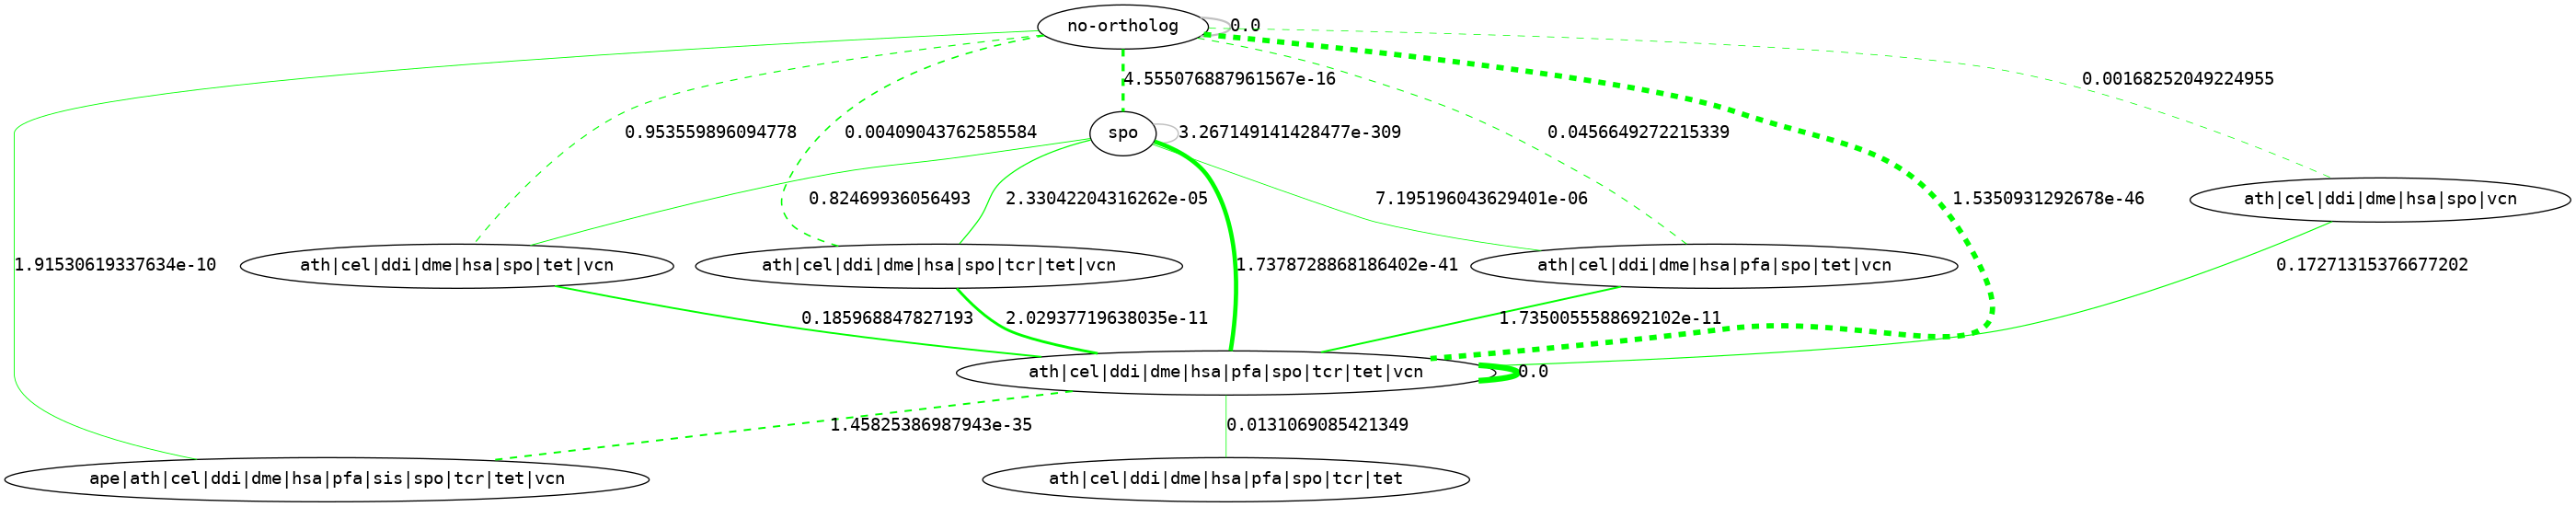 no-ortholog
0.0
4.555076887961567e-16
0.00168252049224955
0.953559896094778
0.00409043762585584
spo
3.267149141428477e-309
0.0456649272215339
0.82469936056493
2.33042204316262e-05
7.195196043629401e-06
1.5350931292678e-46
ath|cel|ddi|dme|hsa|spo|vcn
1.91530619337634e-10
ath|cel|ddi|dme|hsa|spo|tet|vcn
ath|cel|ddi|dme|hsa|spo|tcr|tet|vcn
1.7378728868186402e-41
ath|cel|ddi|dme|hsa|pfa|spo|tet|vcn
0.17271315376677202
0.185968847827193
2.02937719638035e-11
1.7350055588692102e-11
ath|cel|ddi|dme|hsa|pfa|spo|tcr|tet|vcn
0.0
1.45825386987943e-35
0.0131069085421349
ape|ath|cel|ddi|dme|hsa|pfa|sis|spo|tcr|tet|vcn
ath|cel|ddi|dme|hsa|pfa|spo|tcr|tet